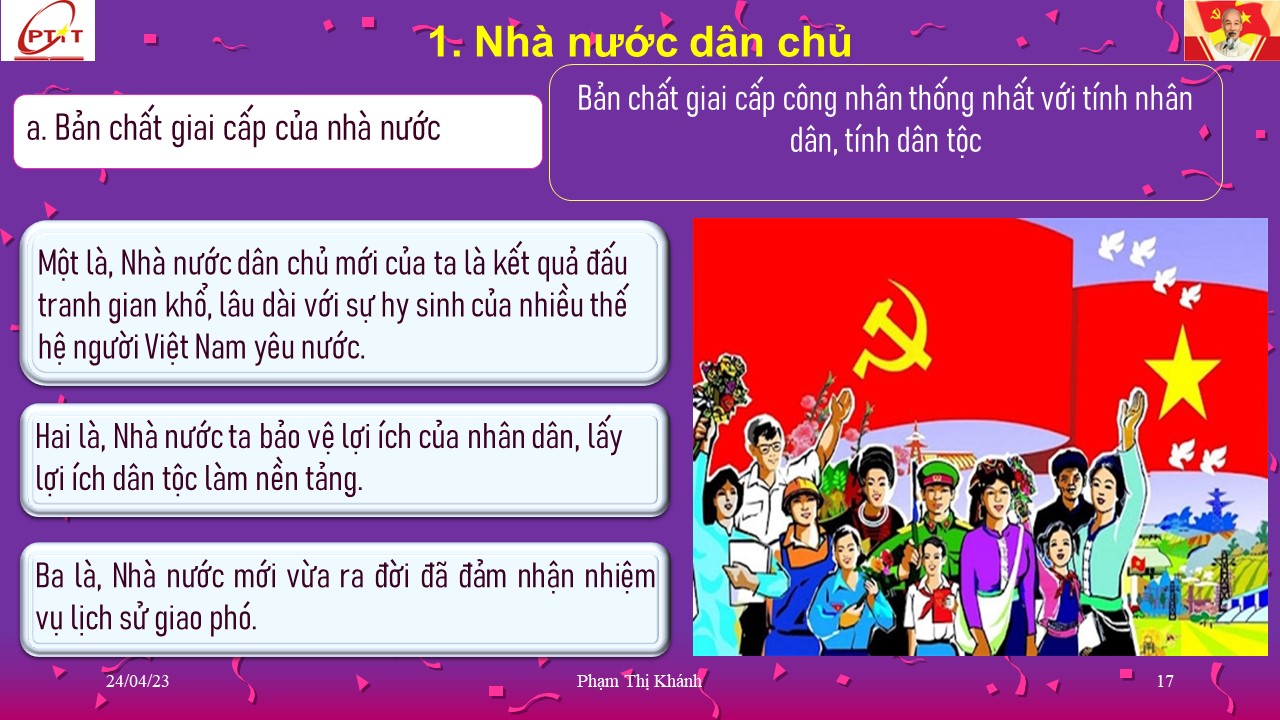 PTiT
1. Nhà nước dân chủ
a. Bản chất giai cấp của nhà nước
Bản chất giai cấp công nhân thống nhất với tính nhân
dân, tính dân tộc
Một là, Nhà nước dân chủ mới của ta là kết quả đấu
tranh gian khổ, lâu dài với sự hy sinh của nhiều thế
hệ người Việt Nam yêu nước.
Hai là, Nhà nước ta bảo vệ lợi ích của nhân dân, lấy
lợi ích dân tộc làm nền tảng.
Ba là, Nhà nước mới vừa ra đời đã đảm nhận nhiệm
vụ lịch sử giao phó.
24/04/23
Phạm Thị Khánh
17